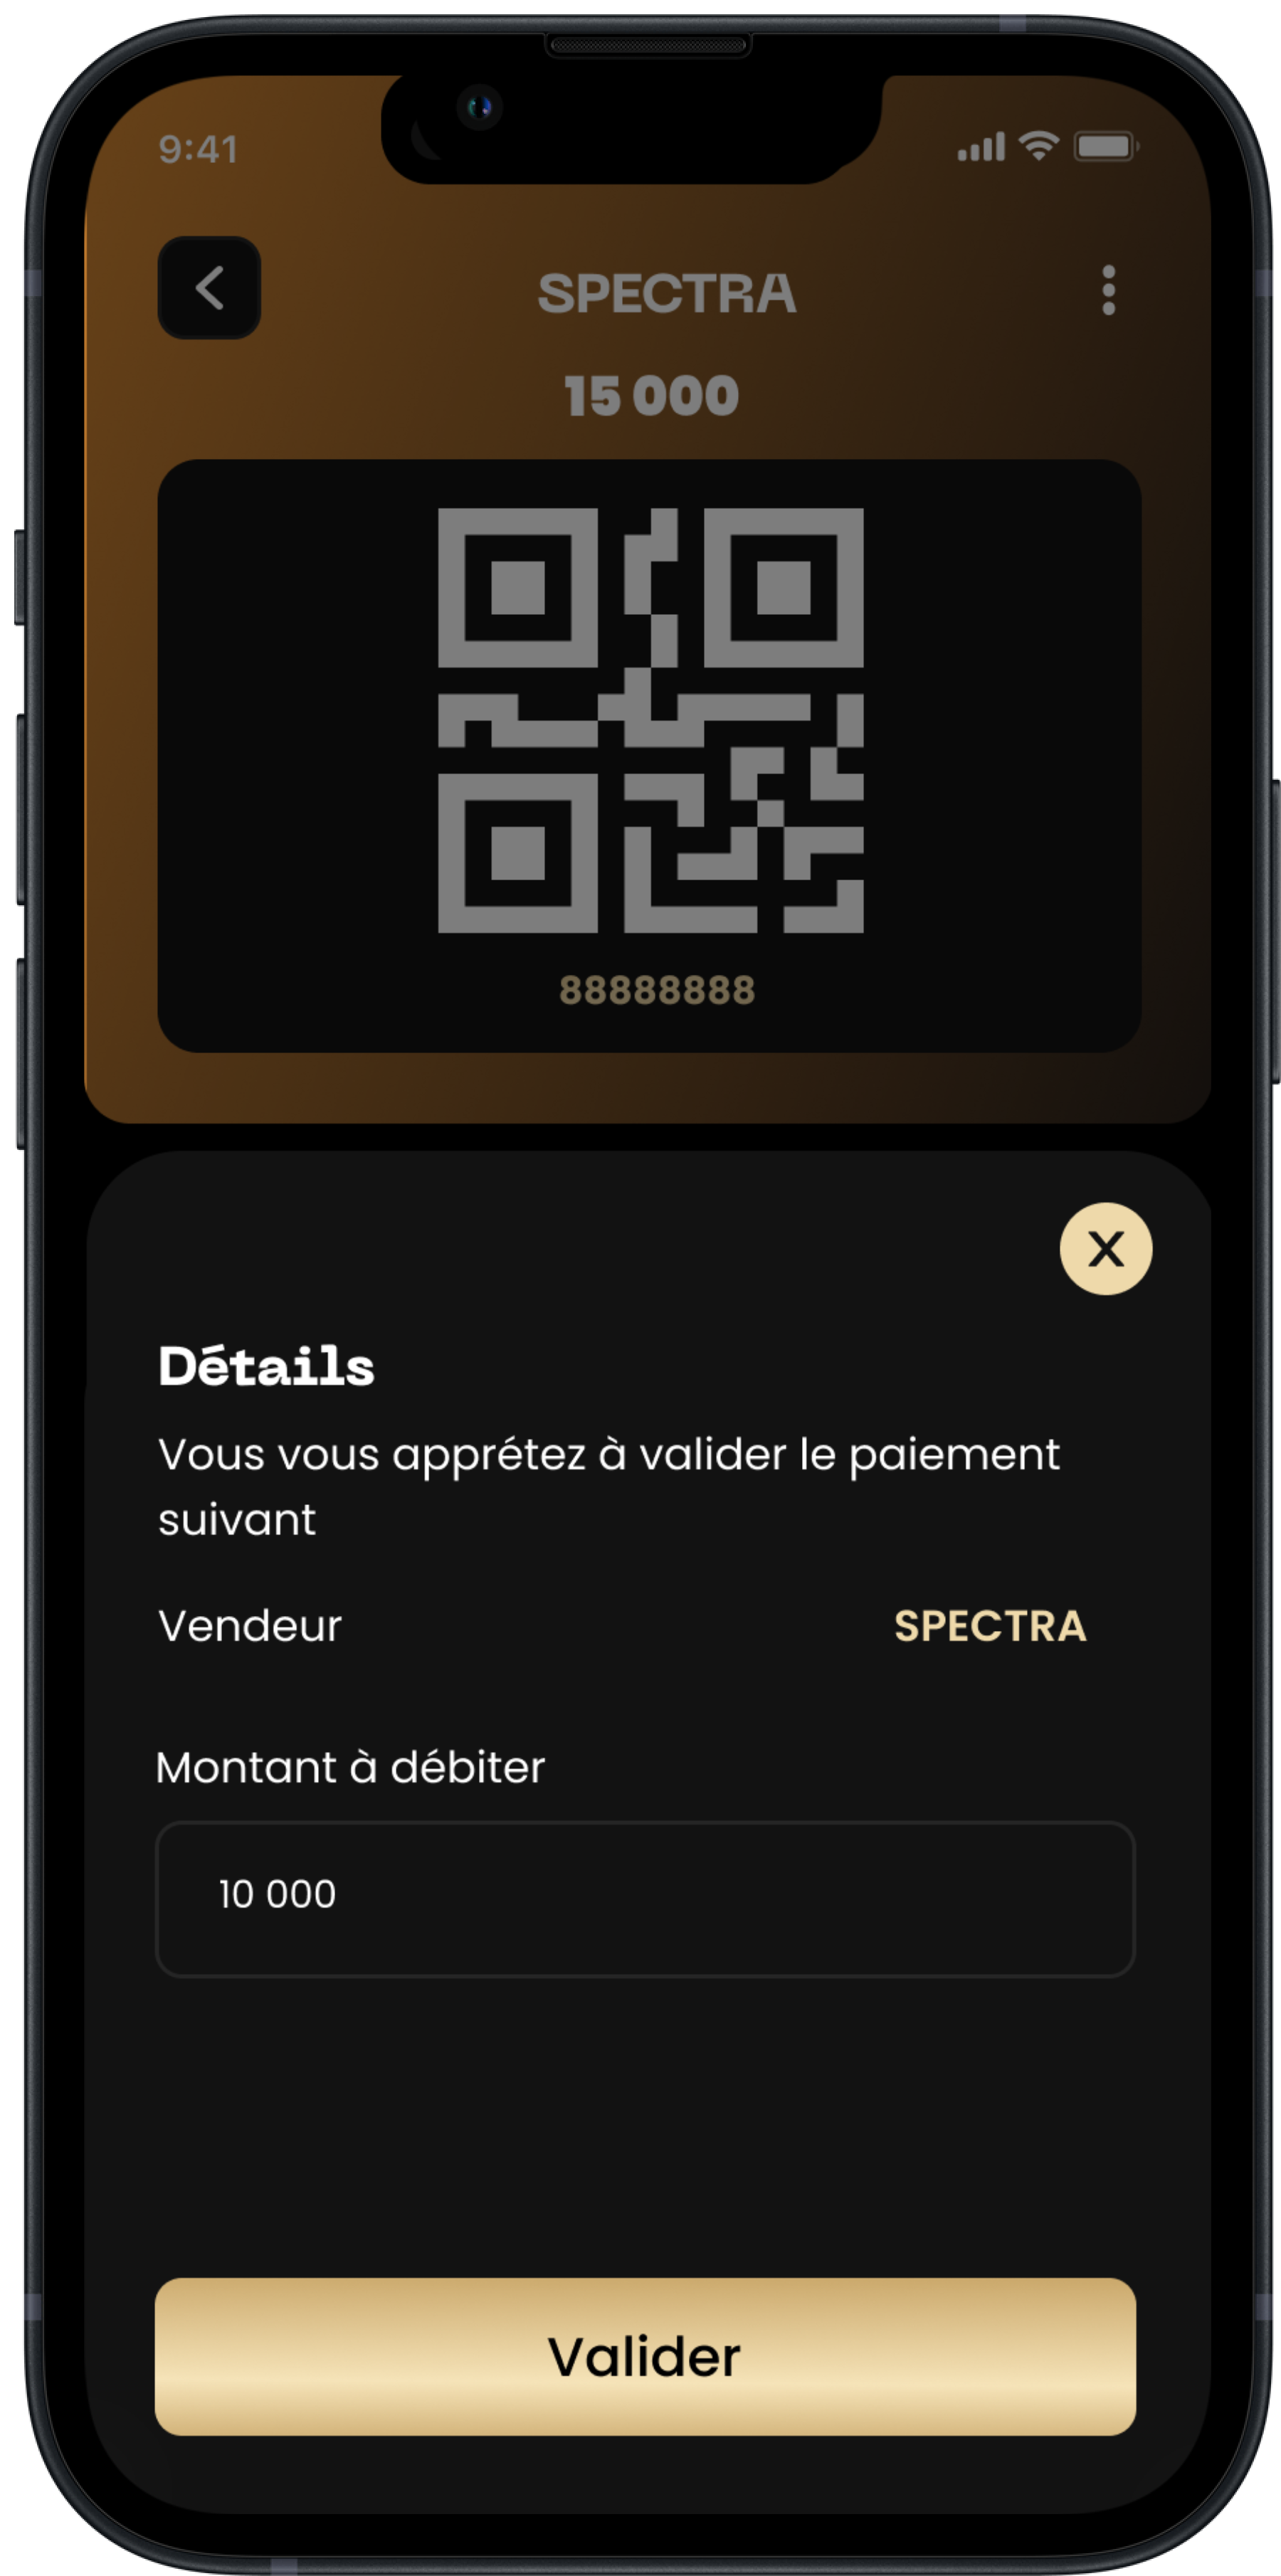 9:41
SPECTRA
15 000
88888888
X
Détails
Vous vous apprétez à valider le paiement
suivant
Vendeur SPECTRA
Montant à débiter
10 000
Valider